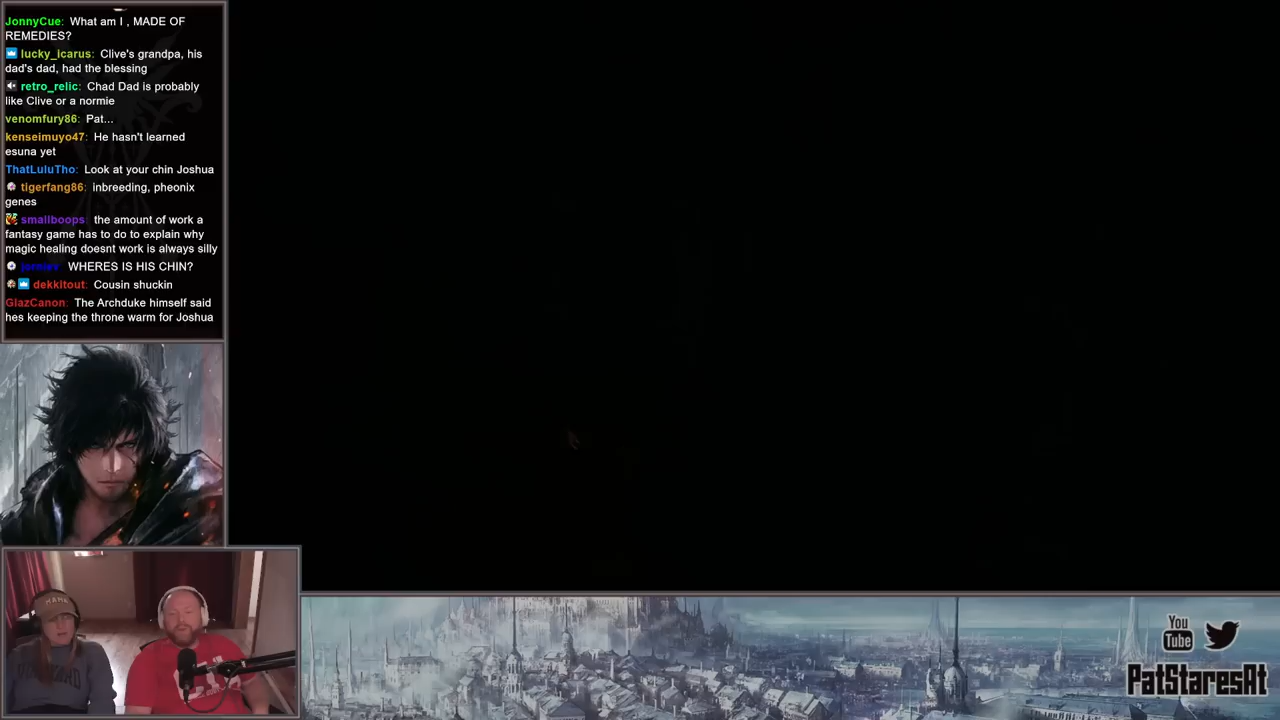 JonnyCue: What am I , MADE OF
REMEDIES?
lucky_icarus: Clive's grandpa, his
dad's dad, had the blessing
retro_relic: Chad Dad is probably
like Clive or a normie
venomfury86: Pat...
kenseimuyo47: He hasn't learned
esuna yet
ThatLuluTho: Look at your chin Joshua
tigerfang86: inbreeding, pheonix
genes
smallboops: the amount of work a
fantasy game has to do to explain why
magic healing doesnt work is always silly
WHERES IS HIS CHIN?
dekkitout: Cousin shuckin
GlazCanon: The Archduke himself said
hes keeping the throne warm for Joshua
You
Tube
PatStaresAt